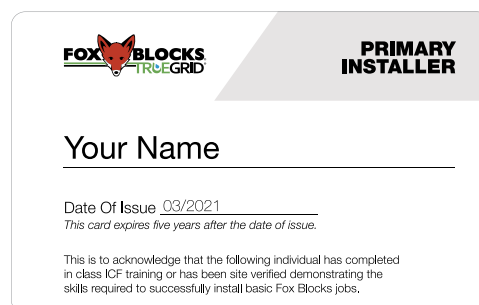 FOX BLOCKS
TRUEGRID
PRIMARY
INSTALLER
Your Name
Date Of Issue 03/2021
This card expires five years after the date of issue.
This is to acknowledge that the following individual has completed
in class ICF training or has been site verified demonstrating the
skills required to successfully install basic Fox Blocks jobs.